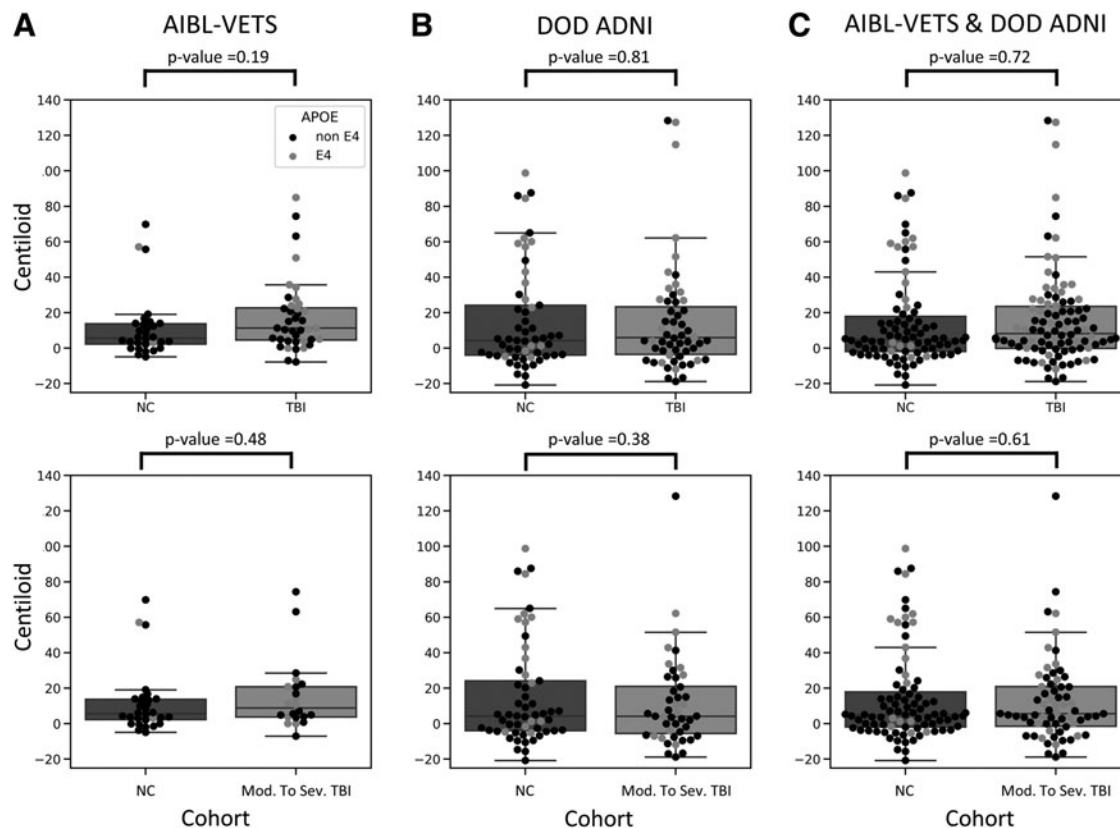 A AIBL-VETS
p-value =0.19
Centiloid
140
120
.00
80
60
40
20
0
−20
APOE
non E4
E4
NC TBI
B DOD ADNI
p-value =0.81
140
120
100
80
60
40
20
0
−20
NC TBI
C AIBL-VETS & DOD ADNI
p-value =0.72
140
120
100
80
60
40
20
0
−20
NC TBI
p-value =0.48
Centiloid
140
120
.00
80
60
40
20
0
−20
NC Mod. To Sev. TBI
Cohort
p-value =0.38
140
120
100
80
60
40
20
0
−20
NC Mod. To Sev. TBI
Cohort
p-value =0.61
140
120
100
80
60
40
20
0
−20
NC Mod. To Sev. TBI
Cohort